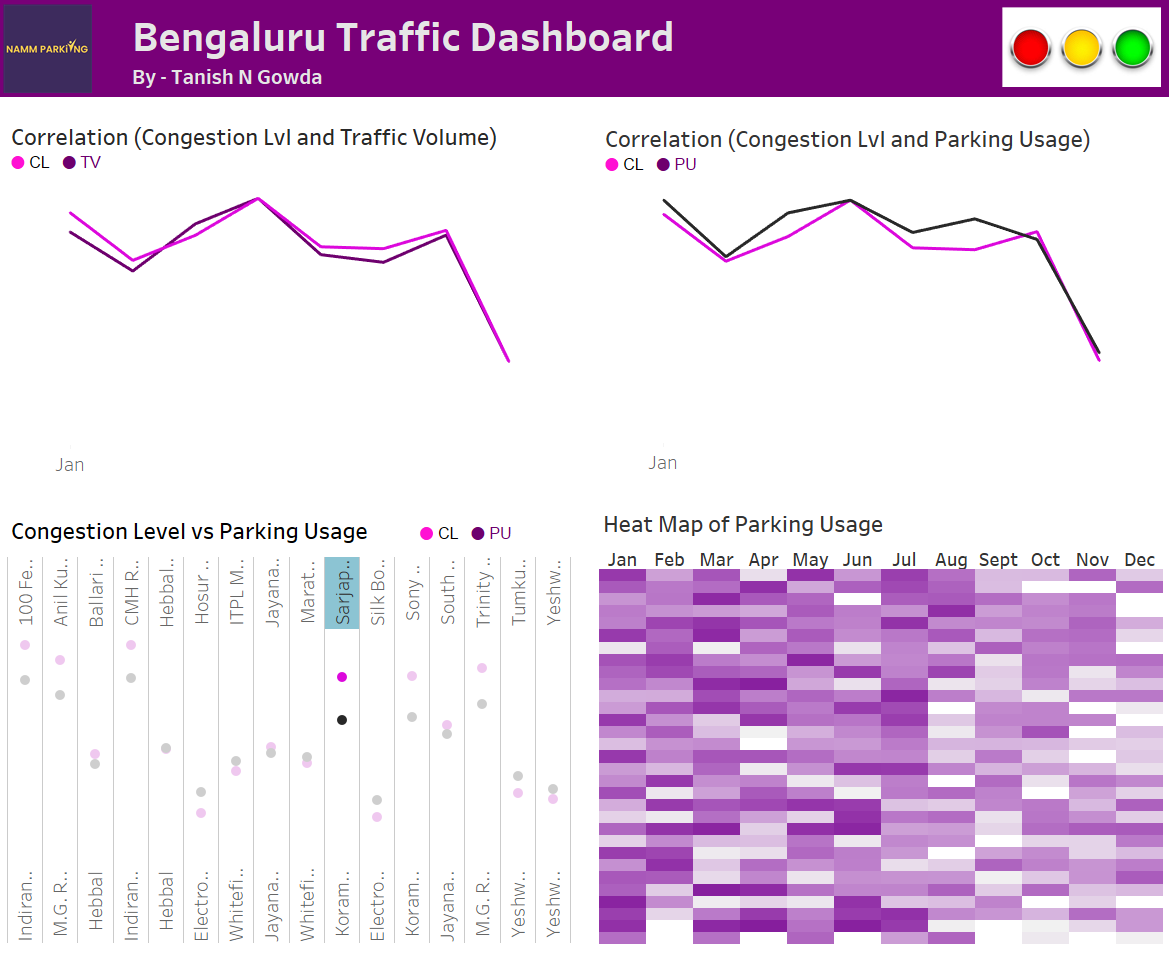 NAMM PARKING
Bengaluru Traffic Dashboard
By - Tanish N Gowda
Correlation (Congestion Lvl and Traffic Volume)
CL TV
Jan
Correlation (Congestion Lvl and Parking Usage)
CL PU
Jan
Congestion Level vs Parking Usage
CL PU
100 Fe..
Anil Ku..
Ballari ..
CMH R..
Hebbal..
Hosur ..
ITPL M..
Jayana..
Marat..
Sarjap..
Silk Bo..
Sony ..
South ..
Trinity ..
Tumku..
Yeshw..
Indiran..
M.G. R..
Hebbal
Indiran..
Hebbal
Electro..
Whitefi..
Jayana..
Whitefi..
Koram..
Electro..
Koram..
Jayana..
M.G. R..
Yeshw..
Yeshw..
Heat Map of Parking Usage
Jan Feb Mar Apr May Jun Jul Aug Sept Oct Nov Dec